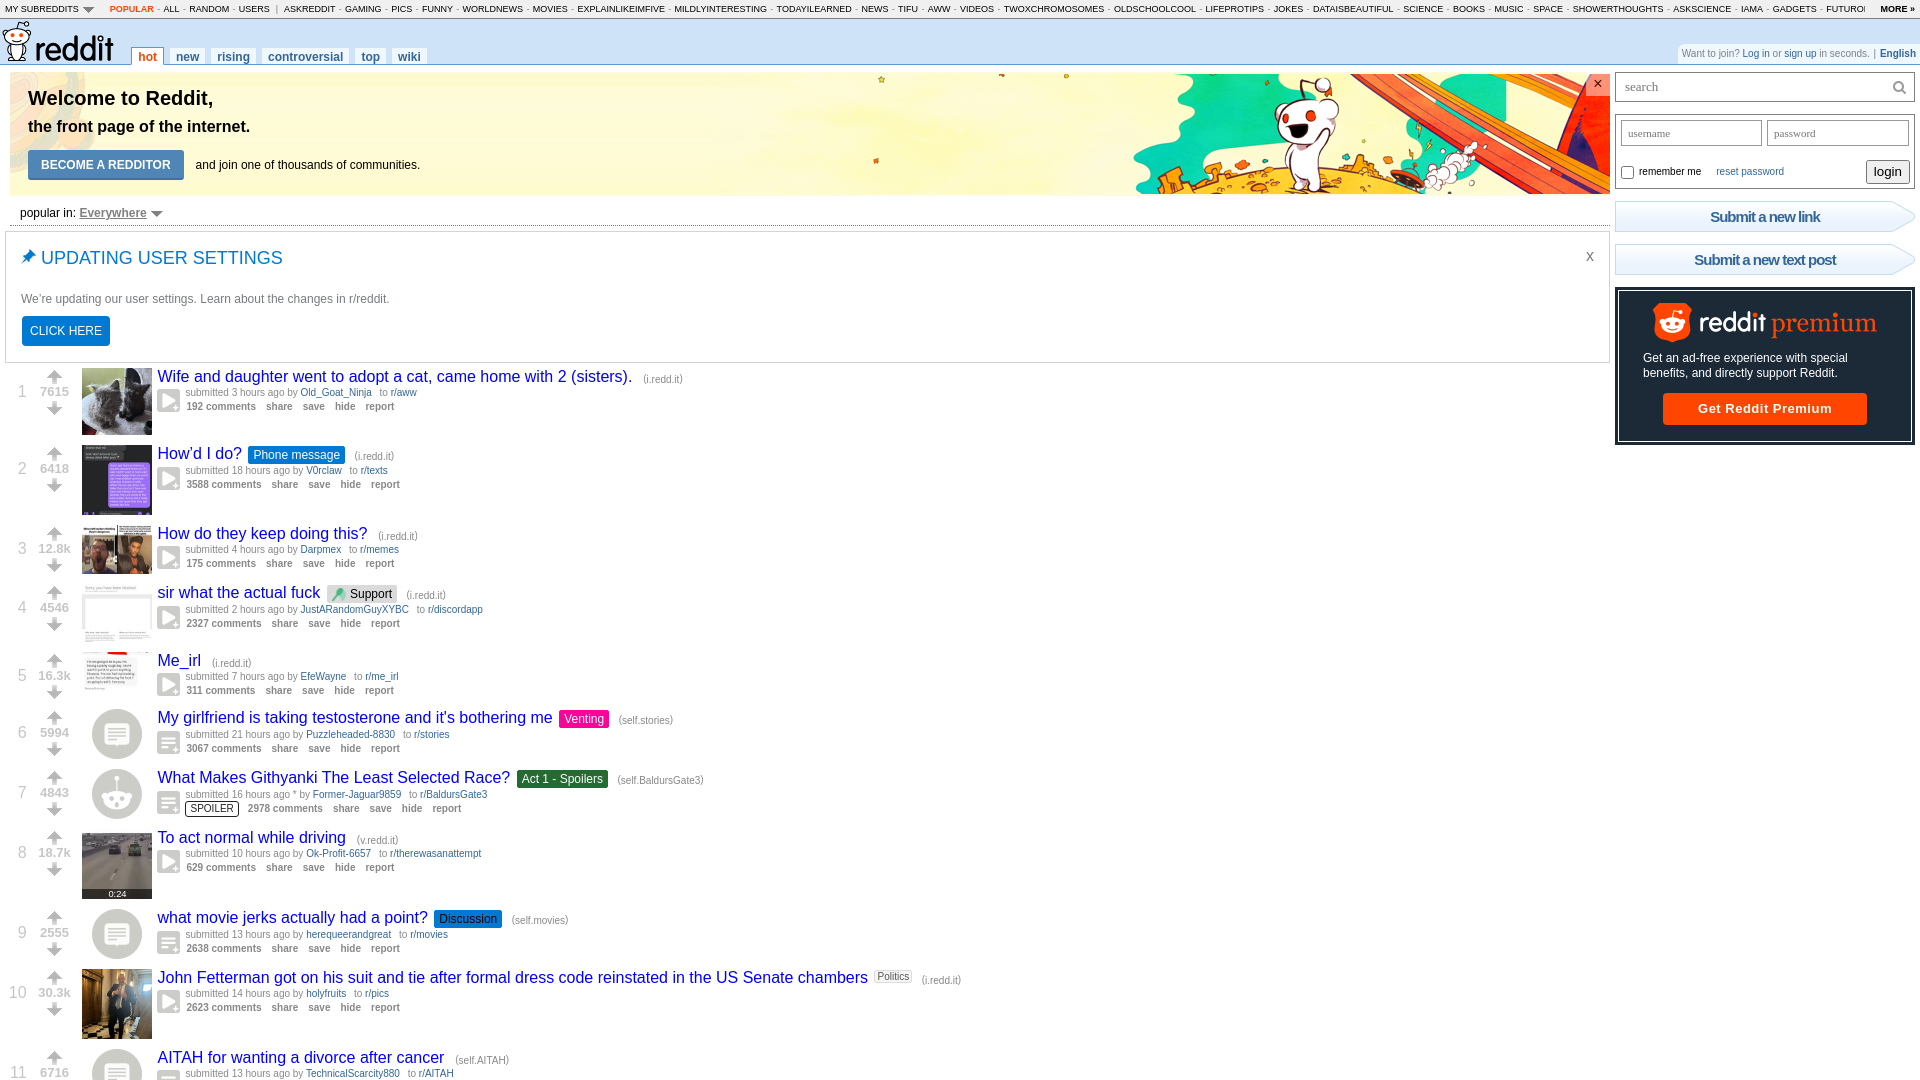 MY SUBREDDITS POPULAR - ALL - RANDOM - USERS | ASKREDDIT - GAMING - PICS - FUNNY - WORLDNEWS - MOVIES - EXPLAINLIKEIMFIVE - MILDLYINTERESTING - TODAYILEARNED - NEWS - TIFU - AWW - VIDEOS - TWOXCHROMOSOMES - OLDSCHOOLCOOL - LIFEPROTIPS - JOKES - DATAISBEAUTIFUL - SCIENCE - BOOKS - MUSIC - SPACE - SHOWERTHOUGHTS - ASKSCIENCE - IAMA - GADGETS - FUTUROI MORE »
reddit hot new rising controversial top wiki
Want to join? Log in or sign up in seconds. | English
Welcome to Reddit,
the front page of the internet.
BECOME A REDDITOR and join one of thousands of communities.
×
popular in: Everywhere
UPDATING USER SETTINGS
X
We're updating our user settings. Learn about the changes in r/reddit.
CLICK HERE
1
7615
Wife and daughter went to adopt a cat, came home with 2 (sisters). (i.redd.it)
submitted 3 hours ago by Old_Goat_Ninja to r/aww
192 comments share save hide report
2
6418
How'd I do? Phone message (i.redd.it)
submitted 18 hours ago by V0rclaw to r/texts
3588 comments share save hide report
3
12.8k
How do they keep doing this? (i.redd.it)
submitted 4 hours ago by Darpmex to r/memes
175 comments share save hide report
4
4546
sir what the actual fuck Support (i.redd.it)
submitted 2 hours ago by JustARandomGuyXYBC to r/discordapp
2327 comments share save hide report
5
16.3k
Me_irl (i.redd.it)
submitted 7 hours ago by EfeWayne to r/me_irl
311 comments share save hide report
6
5994
My girlfriend is taking testosterone and it's bothering me Venting (self.stories)
submitted 21 hours ago by Puzzleheaded-8830 to r/stories
3067 comments share save hide report
7
4843
What Makes Githyanki The Least Selected Race? Act 1 - Spoilers (self.BaldursGate3)
submitted 16 hours ago * by Former-Jaguar9859 to r/BaldursGate3
SPOILER 2978 comments share save hide report
8
18.7k
0:24
To act normal while driving (v.redd.it)
submitted 10 hours ago by Ok-Profit-6657 to r/therewasanattempt
629 comments share save hide report
9
2555
what movie jerks actually had a point? Discussion (self.movies)
submitted 13 hours ago by herequeerandgreat to r/movies
2638 comments share save hide report
10
30.3k
John Fetterman got on his suit and tie after formal dress code reinstated in the US Senate chambers Politics (i.redd.it)
submitted 14 hours ago by holyfruits to r/pics
2623 comments share save hide report
11
6716
AITAH for wanting a divorce after cancer (self.AITAH)
submitted 13 hours ago by TechnicalScarcity880 to r/AITAH
search
username password
remember me reset password login
Submit a new link
Submit a new text post
reddit premium
Get an ad-free experience with special
benefits, and directly support Reddit.
Get Reddit Premium